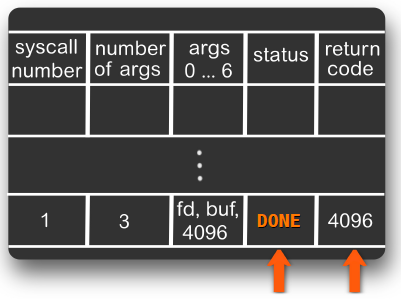 syscall number
number of args
args 0 ... 6
status
return code
1
3
fd, buf, 4096
DONE
4096